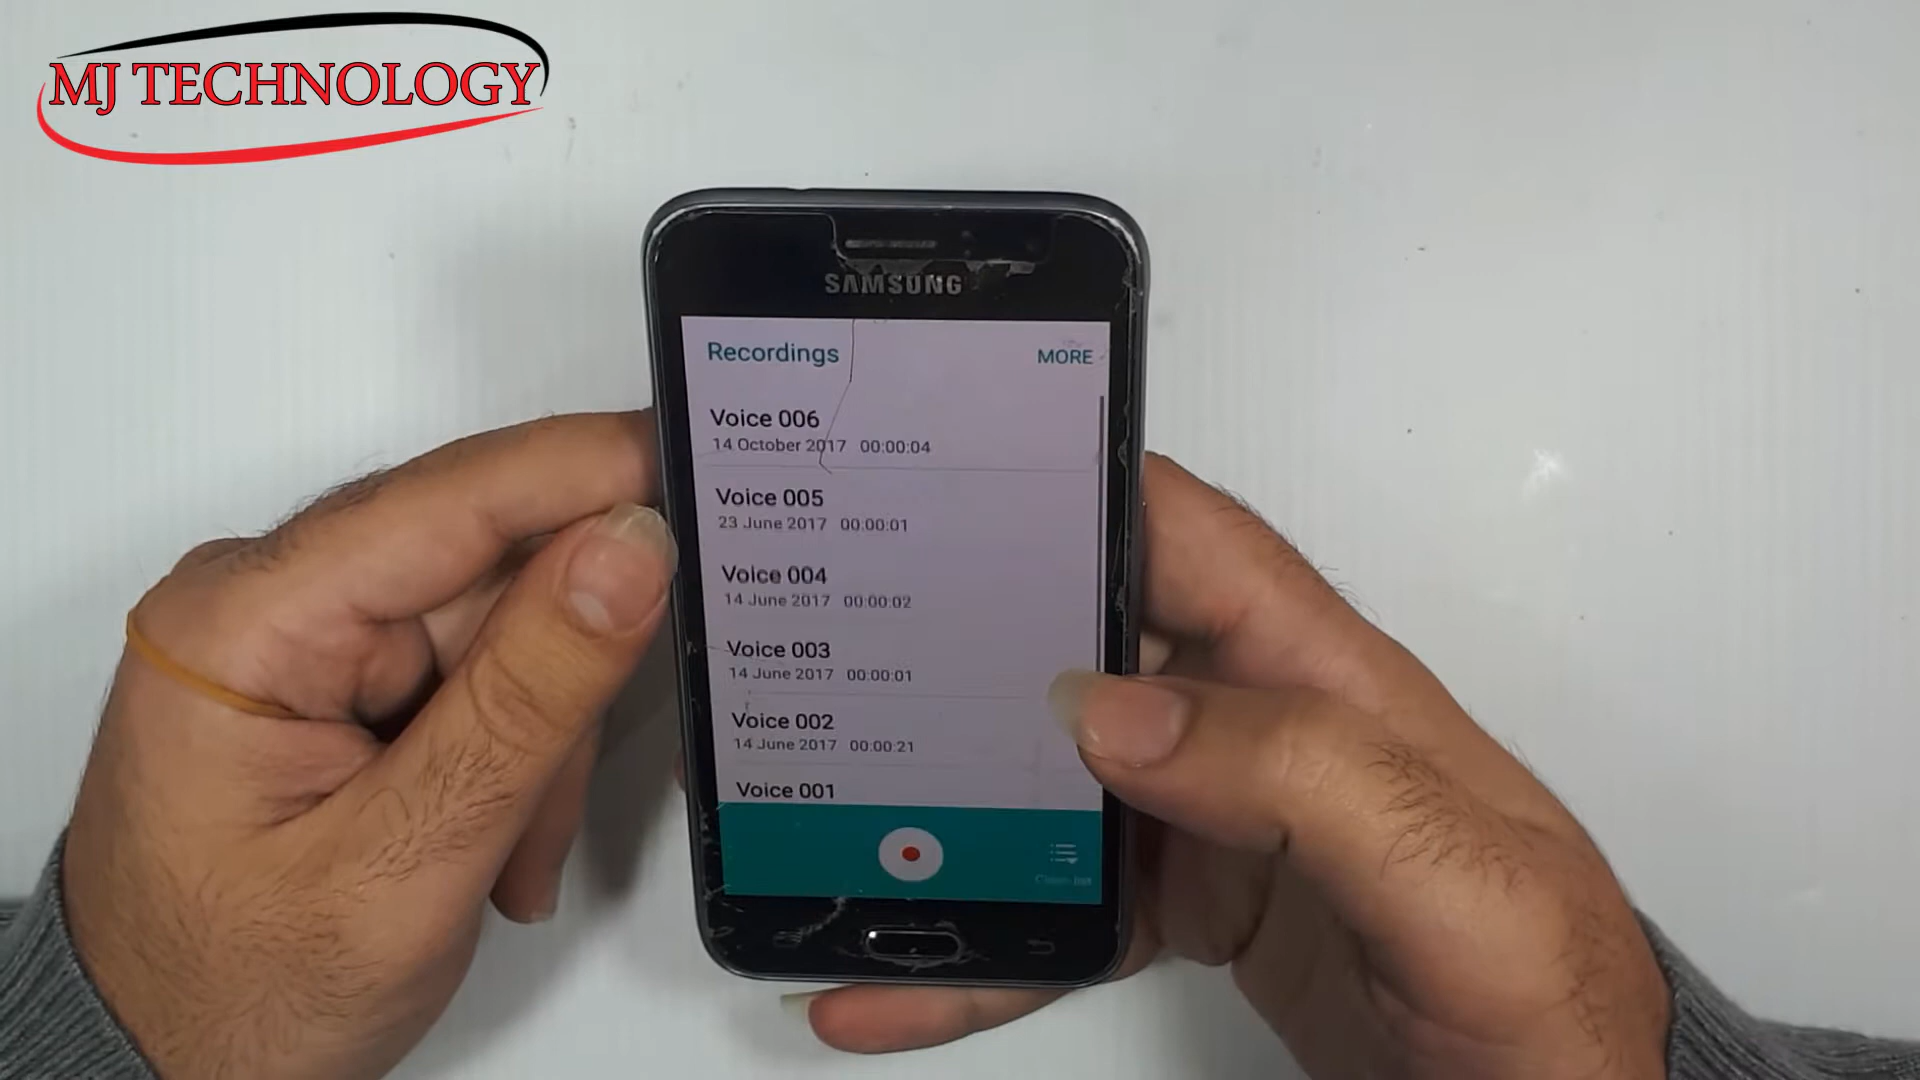 MJ TECHNOLOGY
SAMSUNG
Recordings MORE
Voice 006
14 October 2017 00:00:04
Voice 005
23 June 2017 00:00:01
Voice 004
14 June 2017 00:00:02
Voice 003
14 June 2017 00:00:01
Voice 002
14 June 2017 00:00:21
Voice 001